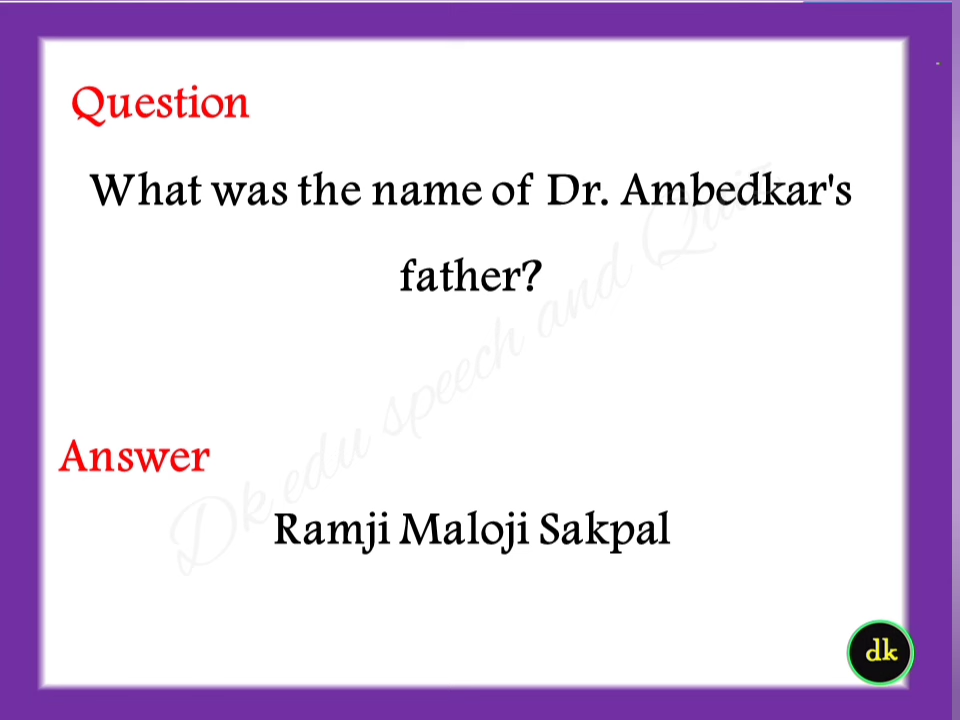 Question
What was the name of Dr. Ambedkar's
father?
Answer
Ramji Maloji Sakpal
Dk edu speech and Quiz
dk